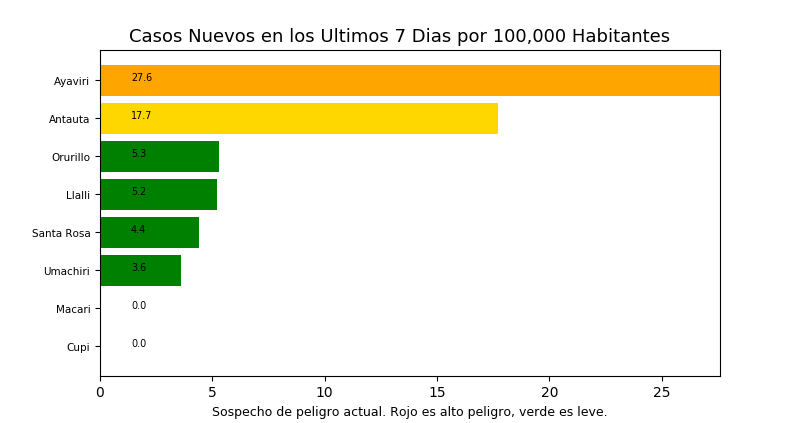 Casos Nuevos en los Ultimos 7 Dias por 100,000 Habitantes
Ayaviri 27.6
Antauta 17.7
Orurillo 5.3
Llalli 5.2
Santa Rosa 4.4
Umachiri 3.6
Macari 0.0
Cupi 0.0
0 5 10 15 20 25
Sospecho de peligro actual. Rojo es alto peligro, verde es leve.